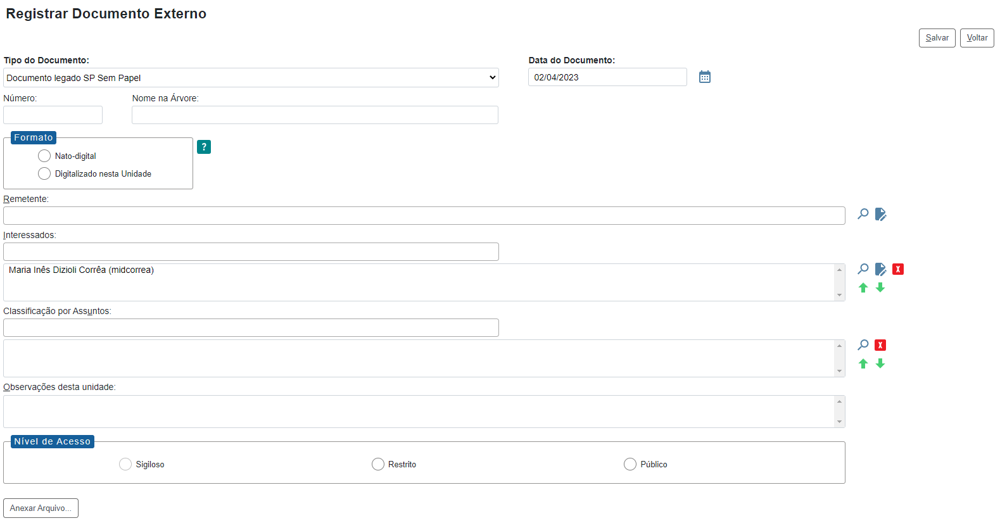 Registrar Documento Externo
Salvar Voltar
Tipo do Documento: Data do Documento:
Documento legado SP Sem Papel 02/04/2023
Número: Nome na Árvore:
Formato
?
Nato-digital
Digitalizado nesta Unidade
Remetente:
Interessados:
Maria Inês Dizioli Corrêa (midcorrea)
X
Classificação por Assuntos:
X
Observações desta unidade:
Nível de Acesso
Sigiloso Restrito Público
Anexar Arquivo...